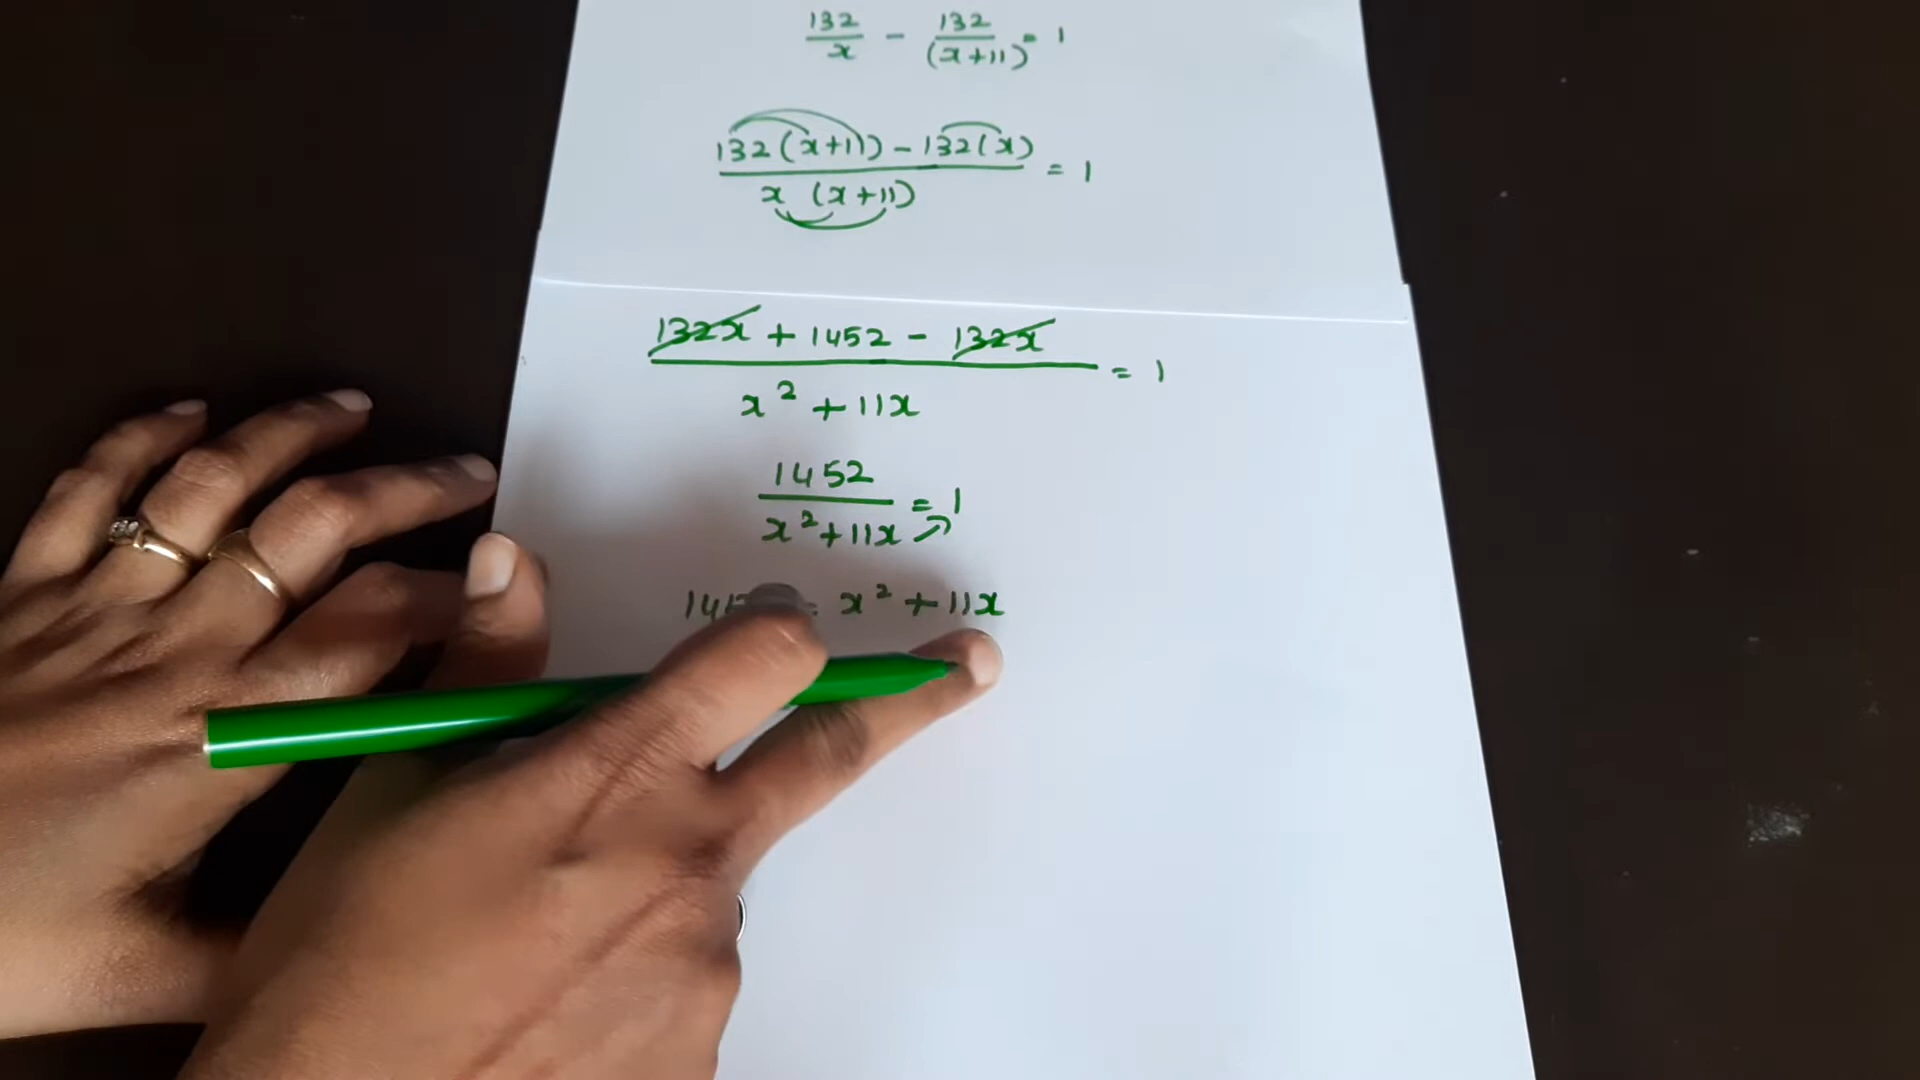 132/x - 132/(x+11) = 1
132(x+11) - 132(x) / x (x+11) = 1
132x + 1452 - 132x / x² + 11x = 1
1452 / x²+11x = 1
= x² + 11x